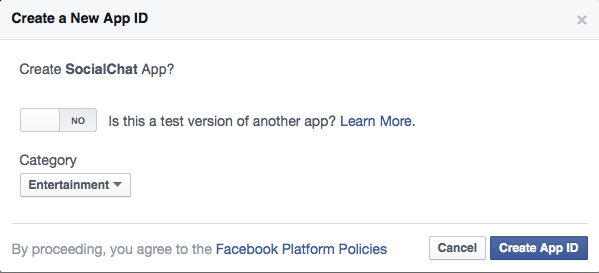 Create a New App ID
Create SocialChat App?
NO Is this a test version of another app? Learn More.
Category
Entertainment
By proceeding, you agree to the Facebook Platform Policies Cancel Create App ID